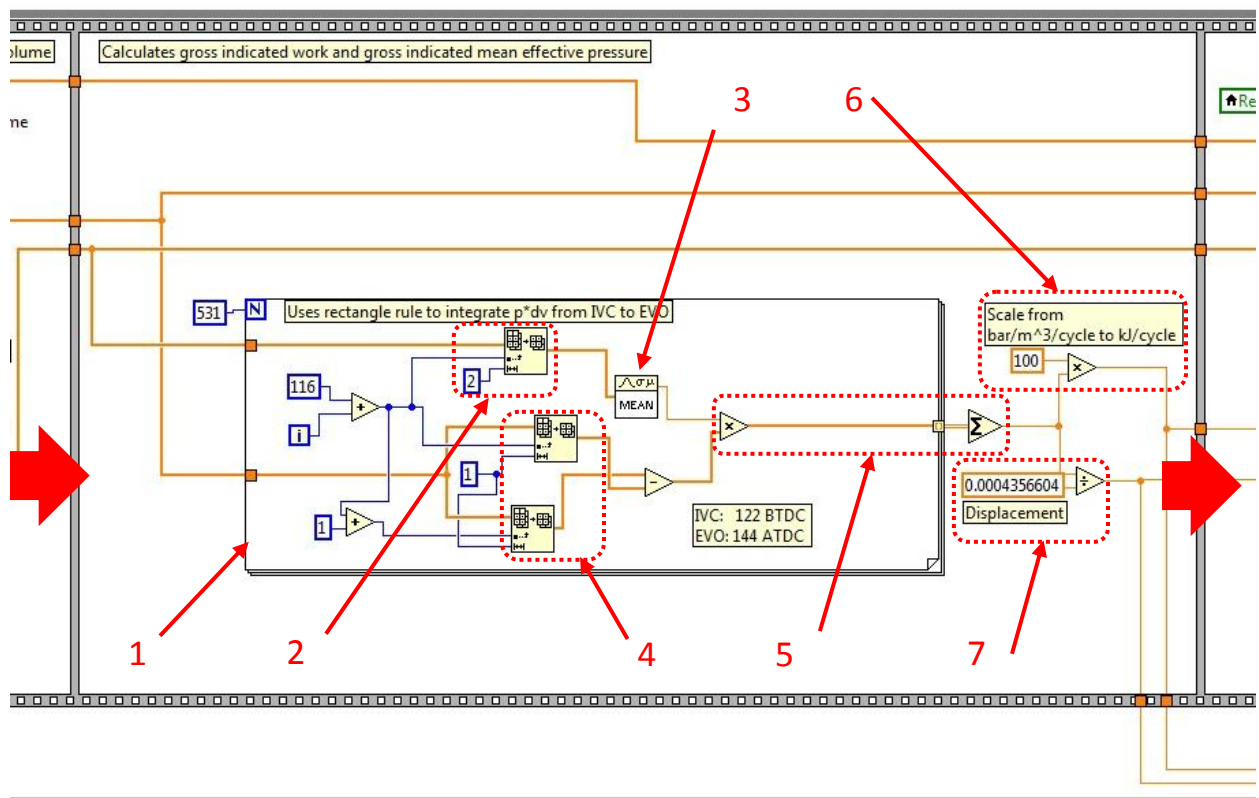 olume
Calculates gross indicated work and gross indicated mean effective pressure
3
6
Re
me
531
N
Uses rectangle rule to integrate p*dv from IVC to EVO
Scale from
bar/m^3/cycle to kJ/cycle
100
×
2
116
+
i
σμ
MEAN
×
Σ
1
−
0.0004356604
÷
Displacement
1
+
IVC: 122 BTDC
EVO: 144 ATDC
1
2
4
5
7